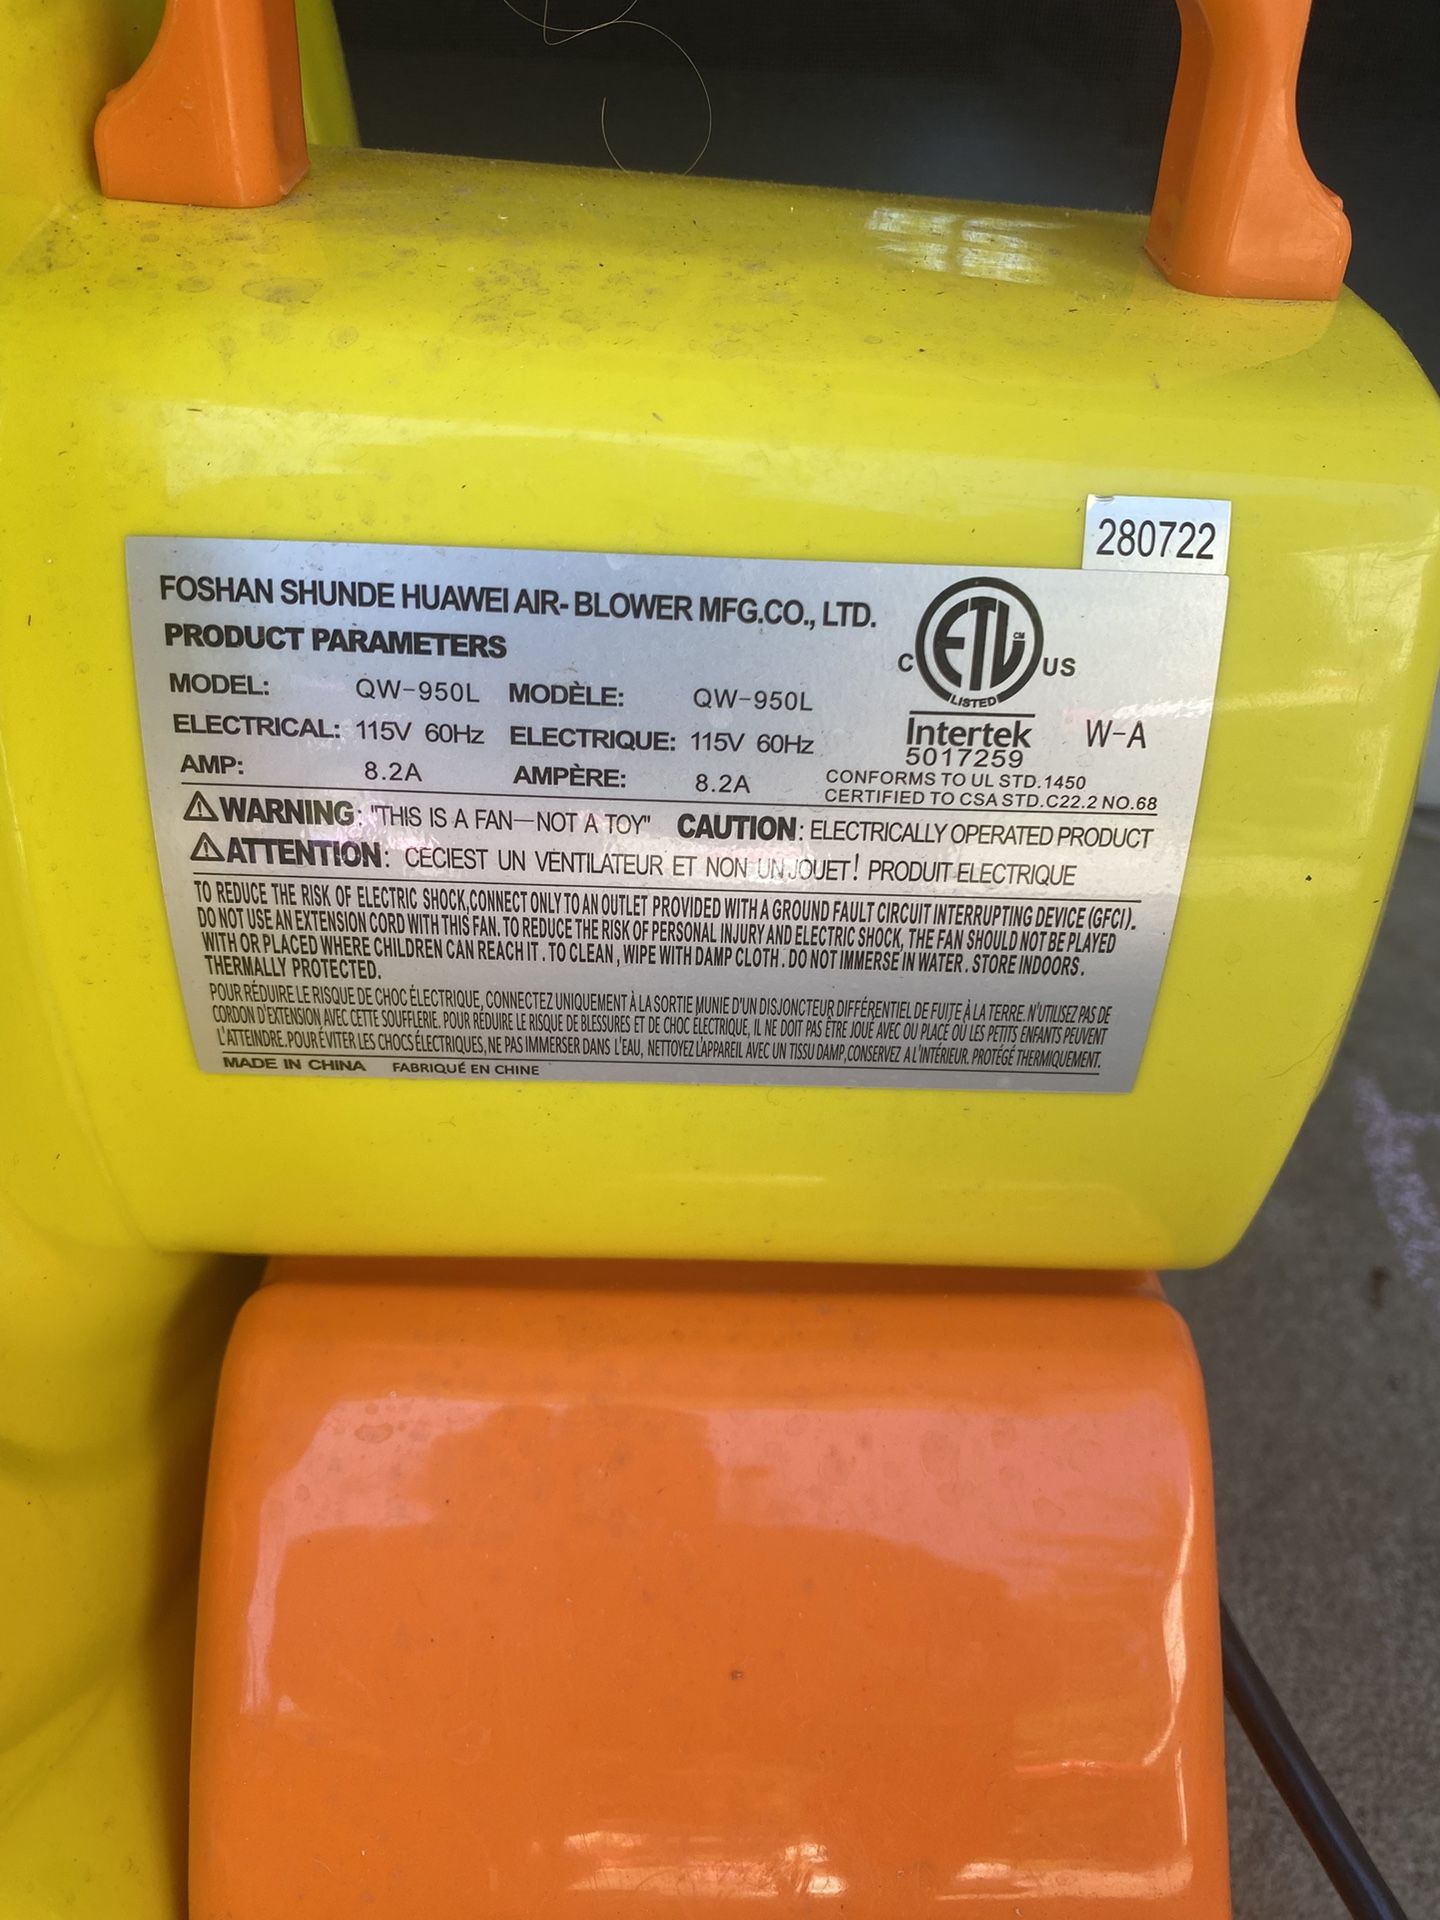 280722
FOSHAN SHUNDE HUAWEI AIR-BLOWER MFG.CO., LTD.
PRODUCT PARAMETERS
C ETL CM US
LISTED
MODEL: QW-950L MODÈLE: QW-950L
ELECTRICAL: 115V 60Hz ELECTRIQUE: 115V 60Hz
Intertek W-A
5017259
AMP: 8.2A AMPÈRE: 8.2A
CONFORMS TO UL STD.1450
CERTIFIED TO CSA STD.C22.2 NO.68
⚠WARNING: "THIS IS A FAN—NOT A TOY" CAUTION: ELECTRICALLY OPERATED PRODUCT
⚠ATTENTION: CECIEST UN VENTILATEUR ET NON UN JOUET! PRODUIT ELECTRIQUE
TO REDUCE THE RISK OF ELECTRIC SHOCK,CONNECT ONLY TO AN OUTLET PROVIDED WITH A GROUND FAULT CIRCUIT INTERRUPTING DEVICE (GFCI).
DO NOT USE AN EXTENSION CORD WITH THIS FAN. TO REDUCE THE RISK OF PERSONAL INJURY AND ELECTRIC SHOCK, THE FAN SHOULD NOT BE PLAYED
WITH OR PLACED WHERE CHILDREN CAN REACH IT. TO CLEAN, WIPE WITH DAMP CLOTH. DO NOT IMMERSE IN WATER. STORE INDOORS.
THERMALLY PROTECTED.
POUR RÉDUIRE LE RISQUE DE CHOC ÉLECTRIQUE, CONNECTEZ UNIQUEMENT À LA SORTIE MUNIE D'UN DISJONCTEUR DIFFÉRENTIEL DE FUITE À LA TERRE. N'UTILISEZ PAS DE
CORDON D'EXTENSION AVEC CETTE SOUFFLERIE. POUR RÉDUIRE LE RISQUE DE BLESSURES ET DE CHOC ÉLECTRIQUE, IL NE DOIT PAS ÊTRE JOUÉ AVEC OU PLACÉ OÙ LES PETITS ENFANTS PEUVENT
L'ATTEINDRE. POUR ÉVITER LES CHOCS ÉLECTRIQUES, NE PAS IMMERSER DANS L'EAU, NETTOYEZ L'APPAREIL AVEC UN TISSU DAMP, CONSERVEZ A L'INTÉRIEUR. PROTÉGÉ THERMIQUEMENT.
MADE IN CHINA FABRIQUÉ EN CHINE